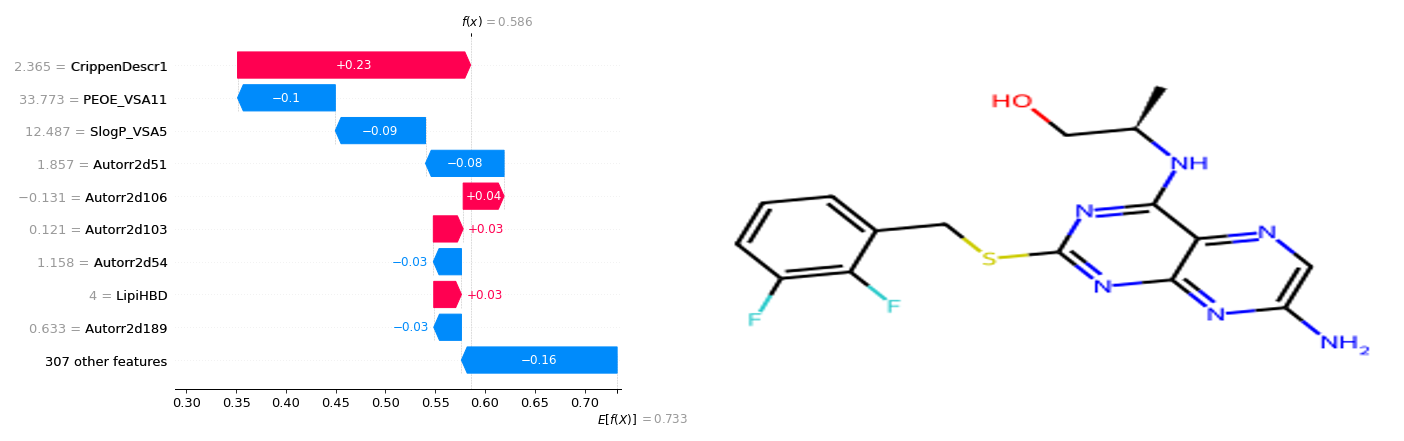 f(x) = 0.586
2.365 = CrippenDescr1
+0.23
33.773 = PEOE_VSA11
−0.1
12.487 = SlogP_VSA5
−0.09
1.857 = Autorr2d51
−0.08
−0.131 = Autorr2d106
+0.04
0.121 = Autorr2d103
+0.03
1.158 = Autorr2d54
−0.03
4 = LipiHBD
+0.03
0.633 = Autorr2d189
−0.03
307 other features
−0.16
0.30 0.35 0.40 0.45 0.50 0.55 0.60 0.65 0.70
E[f(X)] = 0.733
HO
NH
N
N
S
N
F
N
F
NH2